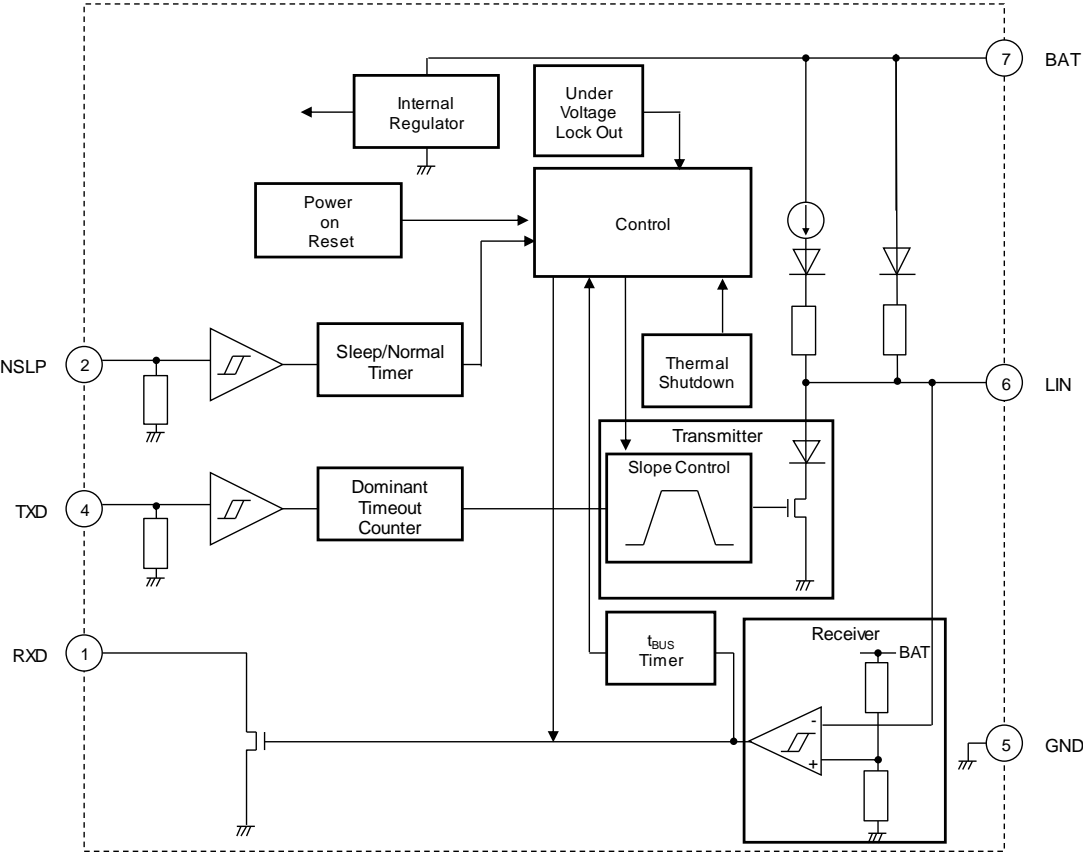 7
BAT
Internal
Regulator
Under
Voltage
Lock Out
Power
on
Reset
Control
2
NSLP
Sleep/Normal
Timer
Thermal
Shutdown
6
LIN
Transmitter
Slope Control
4
TXD
Dominant
Timeout
Counter
1
RXD
tBUS
Timer
Receiver
BAT
-
+
5
GND